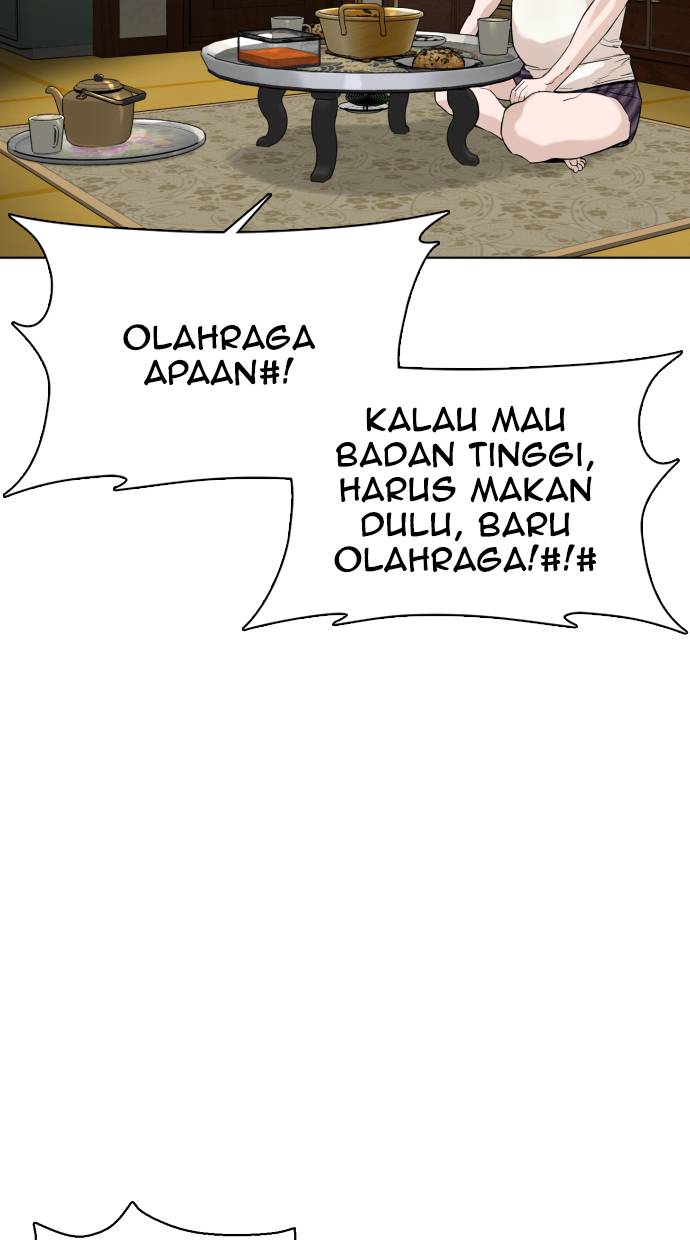 OLAHRAGA
APAAN#!
KALAU MAU
BADAN TINGGI,
HARUS MAKAN
DULU, BARU
OLAHRAGA!#!#